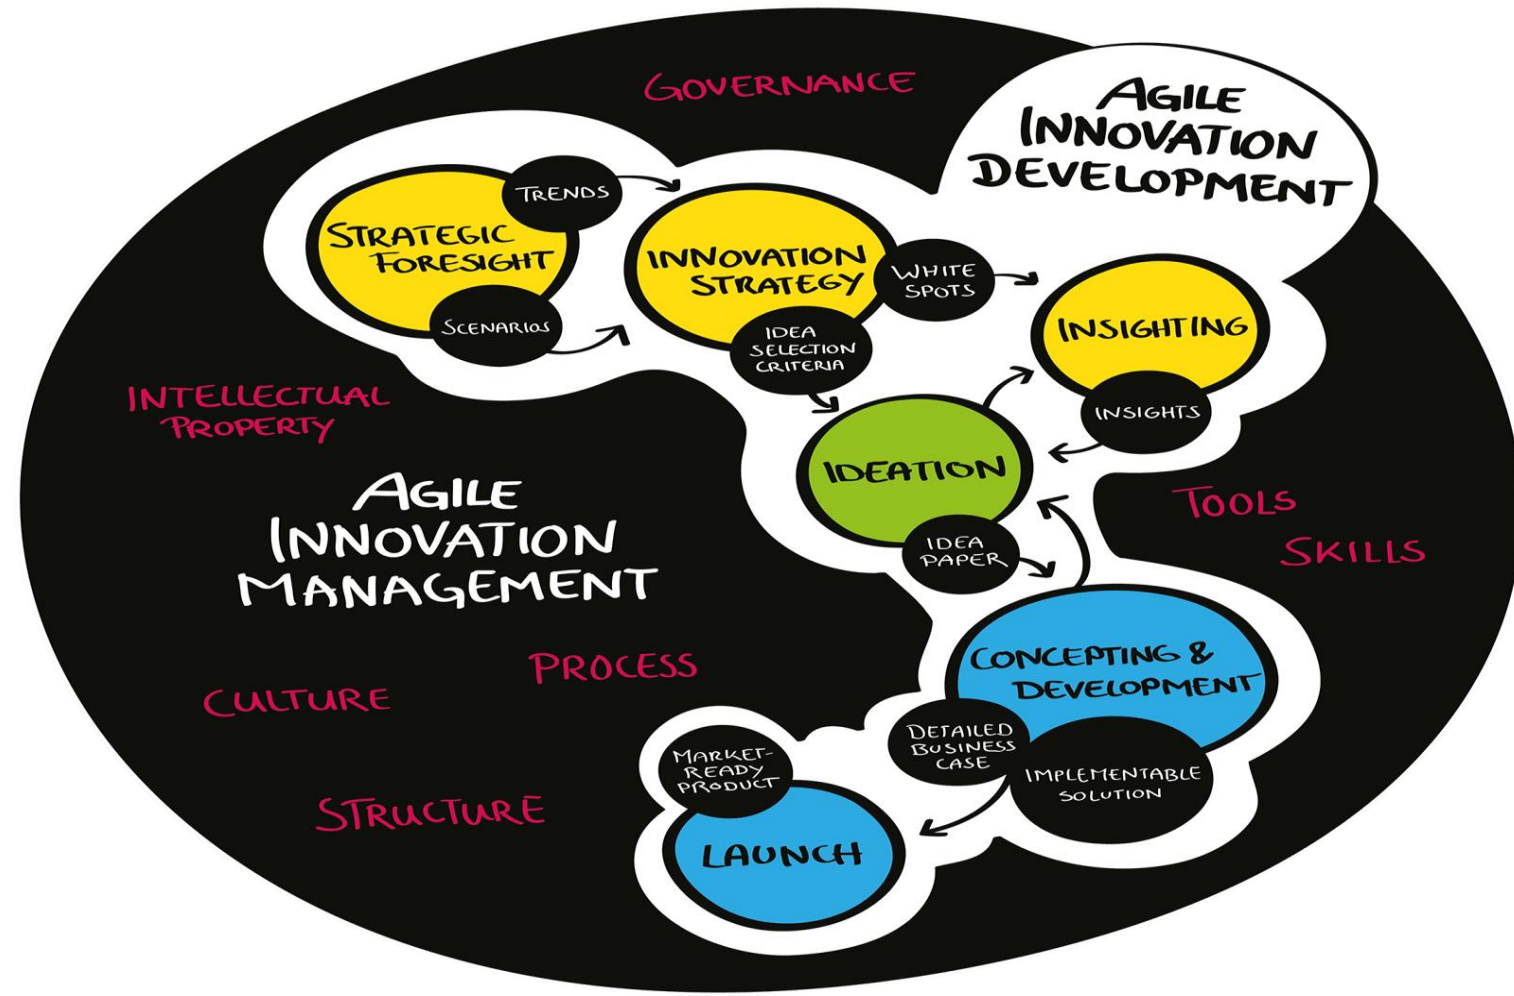 GOVERNANCE
AGILE
INNOVATION
DEVELOPMENT
TRENDS
STRATEGIC
FORESIGHT
SCENARIOS
INNOVATION
STRATEGY
WHITE
SPOTS
IDEA
SELECTION
CRITERIA
INSIGHTING
INSIGHTS
INTELLECTUAL
PROPERTY
IDEATION
IDEA
PAPER
AGILE
INNOVATION
MANAGEMENT
TOOLS
SKILLS
PROCESS
CULTURE
STRUCTURE
CONCEPTING &
DEVELOPMENT
DETAILED
BUSINESS
CASE
IMPLEMENTABLE
SOLUTION
MARKET-
READY
PRODUCT
LAUNCH